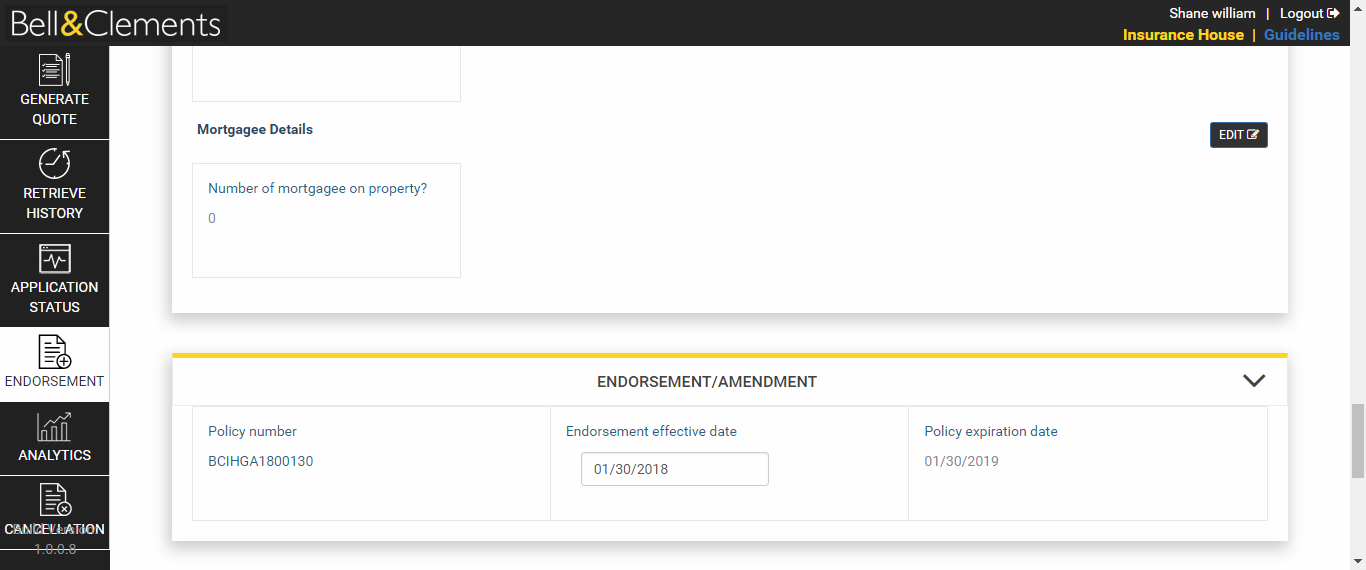 Bell&Clements
Shane william | Logout
Insurance House | Guidelines
GENERATE
QUOTE
RETRIEVE
HISTORY
APPLICATION
STATUS
ENDORSEMENT
ANALYTICS
CANCELLATION
Build Version
1.0.0.8
Mortgagee Details
EDIT
Number of mortgagee on property?
0
ENDORSEMENT/AMENDMENT
Policy number
BCIHGA1800130
Endorsement effective date
01/30/2018
Policy expiration date
01/30/2019